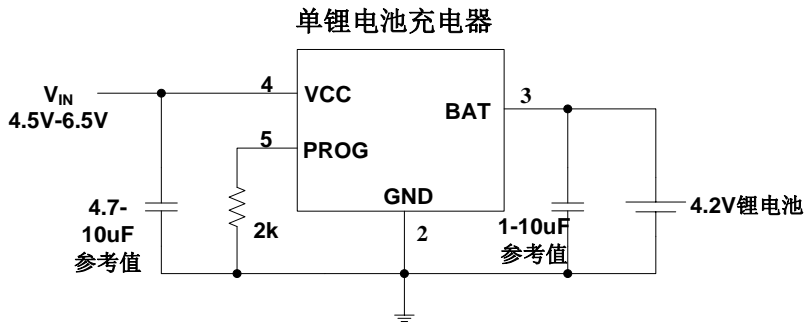 单锂电池充电器
4
3
VIN
4.5V-6.5V
VCC
BAT
5
PROG
GND
4.7-
10uF
参考值
2k
2
1-10uF
参考值
4.2V锂电池